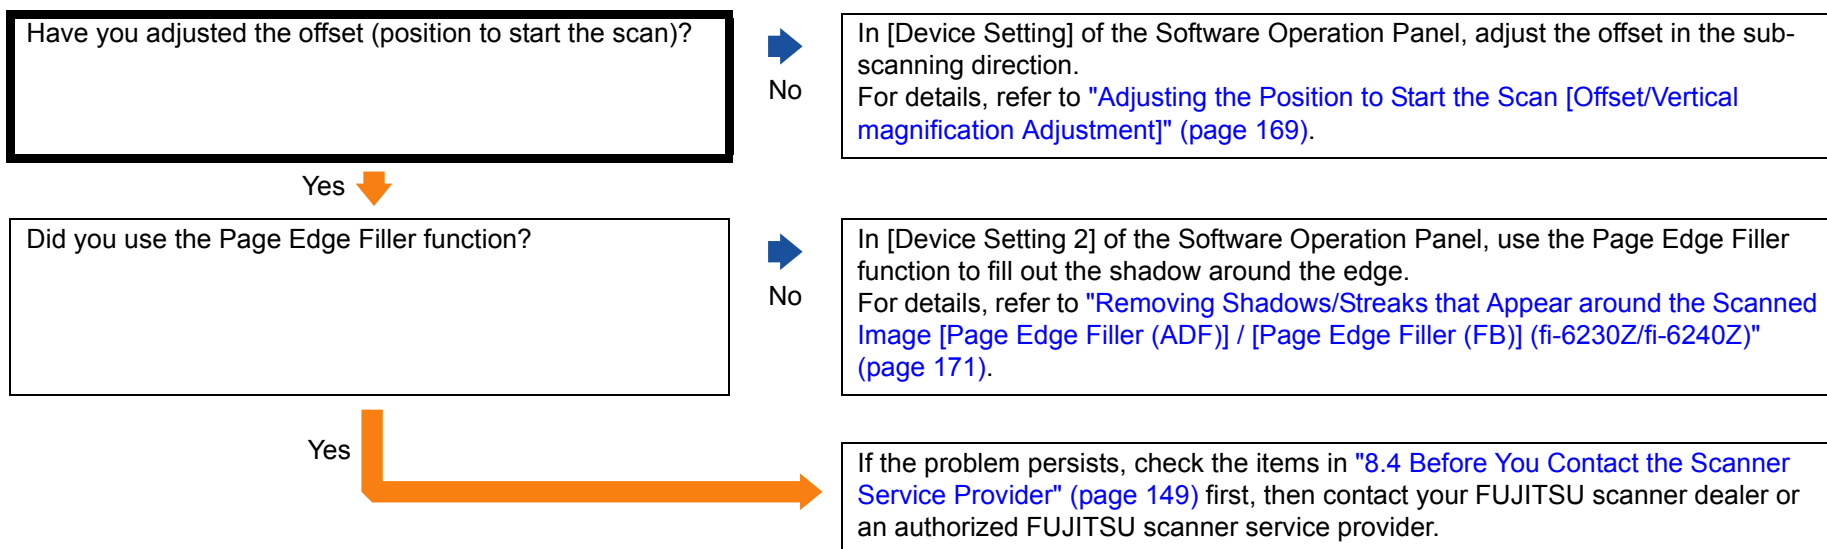 Have you adjusted the offset (position to start the scan)?
No
In [Device Setting] of the Software Operation Panel, adjust the offset in the sub-
scanning direction.
For details, refer to "Adjusting the Position to Start the Scan [Offset/Vertical
magnification Adjustment]" (page 169).
Yes
Did you use the Page Edge Filler function?
No
In [Device Setting 2] of the Software Operation Panel, use the Page Edge Filler
function to fill out the shadow around the edge.
For details, refer to "Removing Shadows/Streaks that Appear around the Scanned
Image [Page Edge Filler (ADF)] / [Page Edge Filler (FB)] (fi-6230Z/fi-6240Z)"
(page 171).
Yes
If the problem persists, check the items in "8.4 Before You Contact the Scanner
Service Provider" (page 149) first, then contact your FUJITSU scanner dealer or
an authorized FUJITSU scanner service provider.